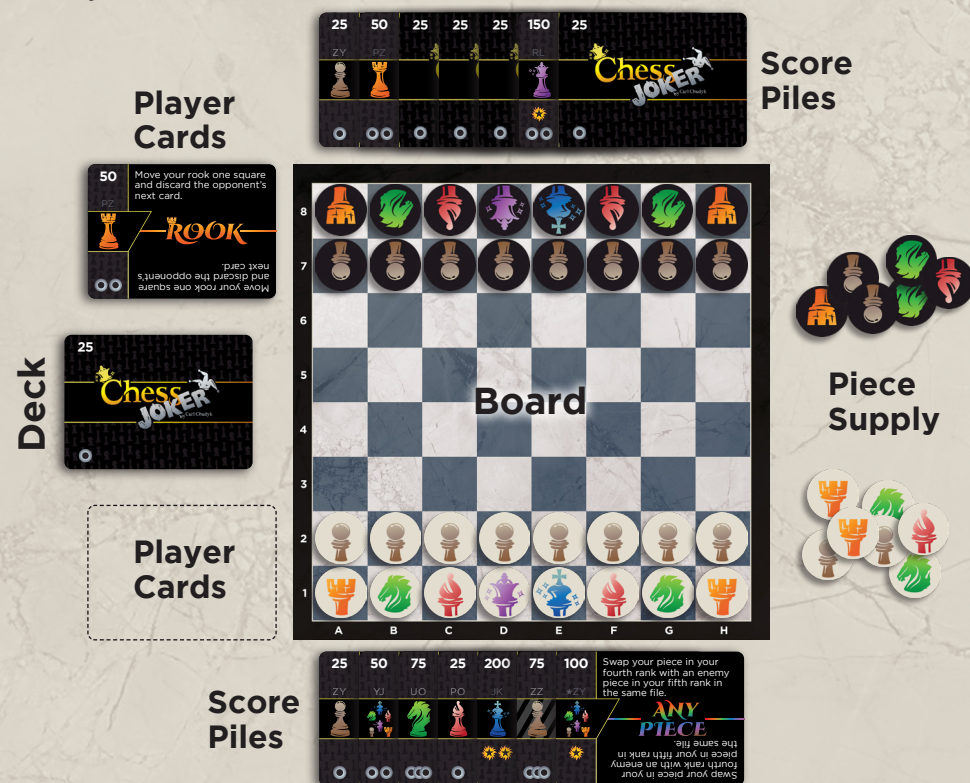 25 50 25 25 25 150 25
ZY PZ RL
Chess
JOKER
BY Carl Chudyk
Score
Piles
Player
Cards
50
PZ
Move your rook one square
and discard the opponent's
next card.
ROOK
Move your rook one square
and discard the opponent's
next card.
8
7
6
5
4
3
2
1
A B C D E F G H
Board
Deck
25
Chess
JOKER
Piece
Supply
Player
Cards
Score
Piles
25 50 75 25 200 75 100
ZY YJ UO PO JK ZZ ★ZY
Swap your piece in your
fourth rank with an enemy
piece in your fifth rank in
the same file.
ANY
PIECE
Swap your piece in your
fourth rank with an enemy
piece in your fifth rank in
the same file.